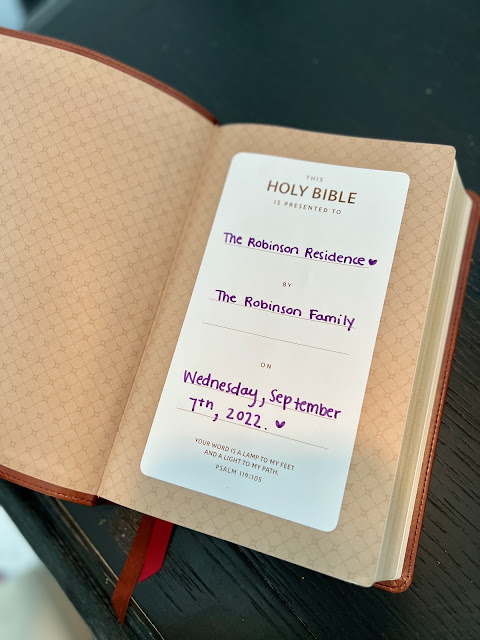 THIS
HOLY BIBLE
IS PRESENTED TO
The Robinson Residence ♥
BY
The Robinson Family
ON
Wednesday, September
7th, 2022. ♥
YOUR WORD IS A LAMP TO MY FEET
AND A LIGHT TO MY PATH.
PSALM 119:105